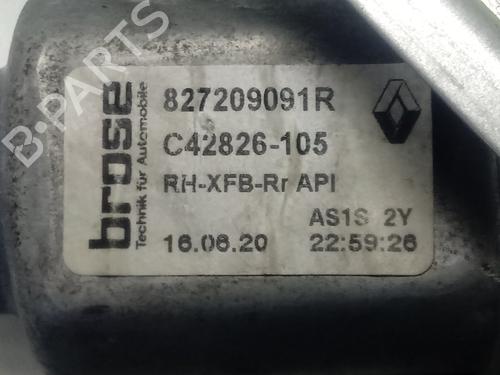 brose
Technik für Automobile
827209091R
C42826-105
RH-XFB-Rr API
AS1S 2Y
16.06.20 22:59:26
B-PARTS